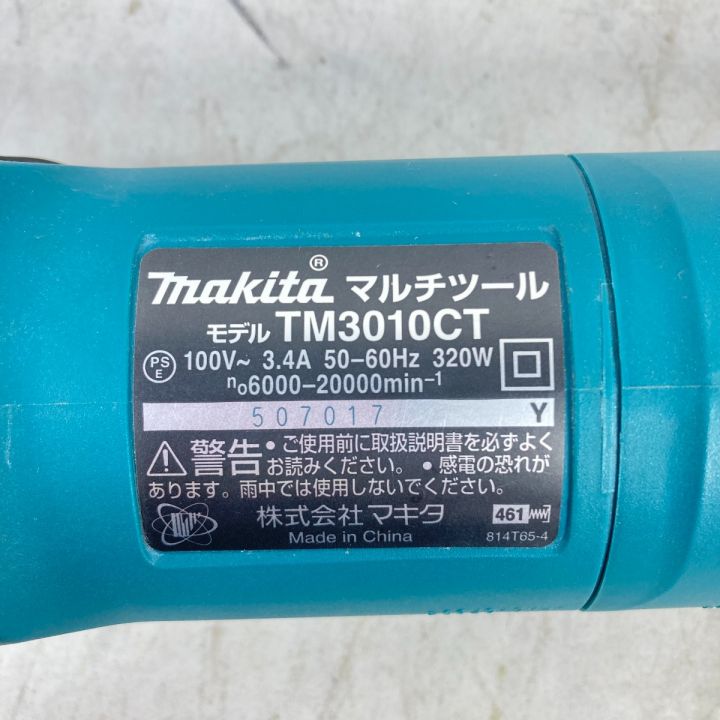 makita® マルチツール
モデル TM3010CT
PS
E
100V~ 3.4A 50-60Hz 320W
n₀6000-20000min⁻¹
507017 Y
警告 ・ご使用前に取扱説明書を必ずよく
お読みください。・感電の恐れが
あります。雨中では使用しないでください。
株式会社 マキタ 461
Made in China 814T65-4